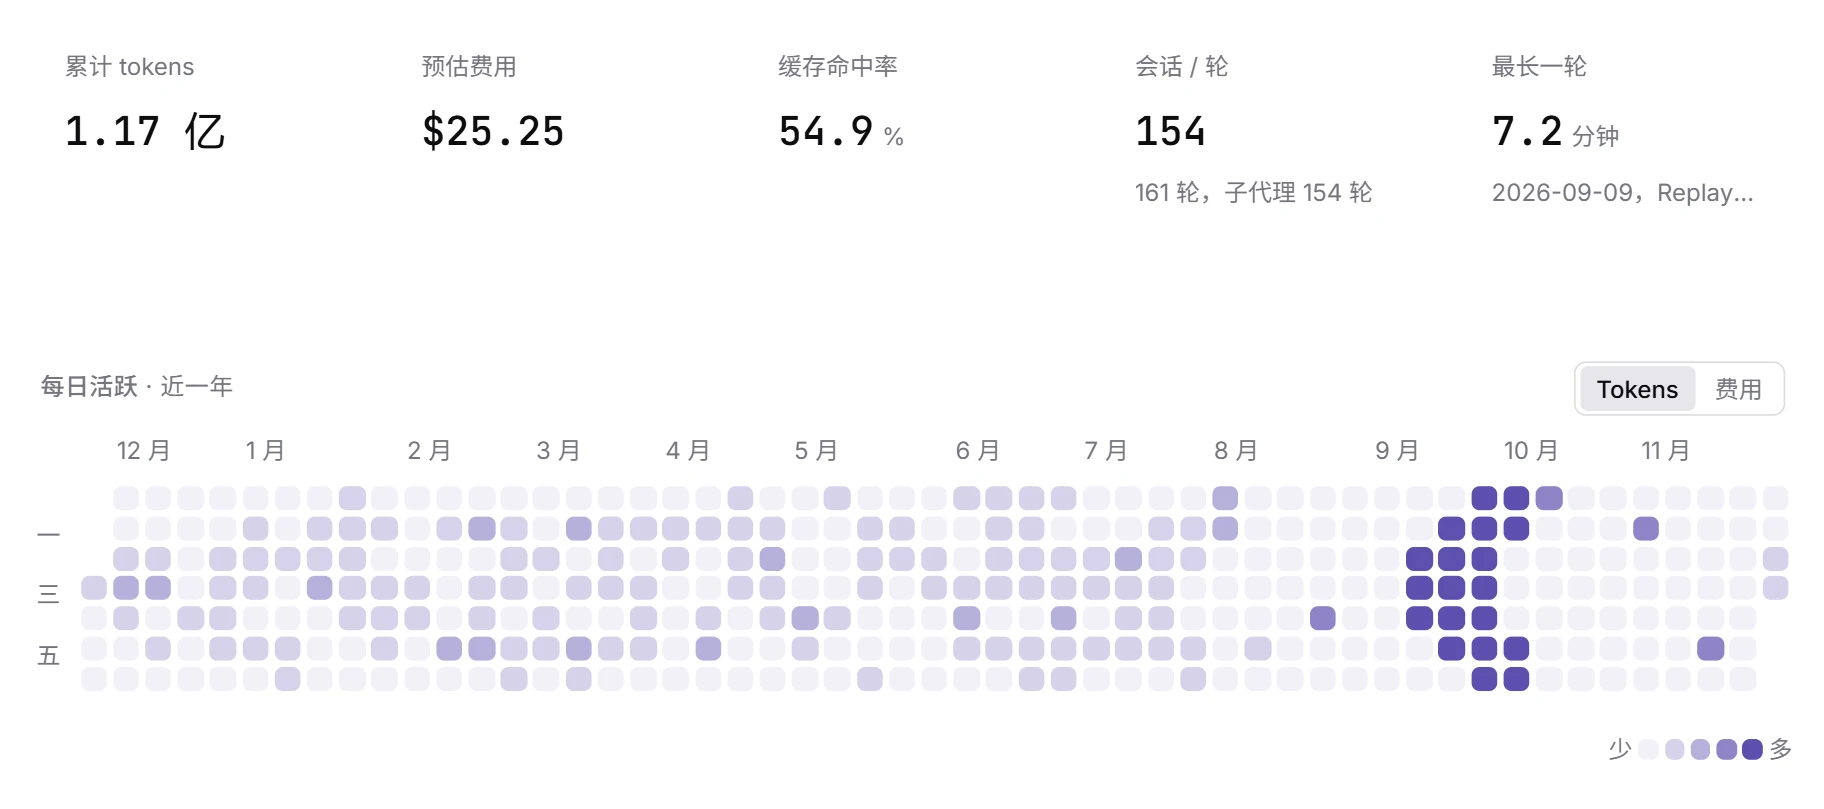 累计 tokens
预估费用
缓存命中率
会话 / 轮
最长一轮
1.17 亿
$25.25
54.9 %
154
7.2 分钟
161 轮，子代理 154 轮
2026-09-09，Replay...
每日活跃 · 近一年
Tokens
费用
12 月
1 月
2 月
3 月
4 月
5 月
6 月
7 月
8 月
9 月
10 月
11 月
一
三
五
少
多